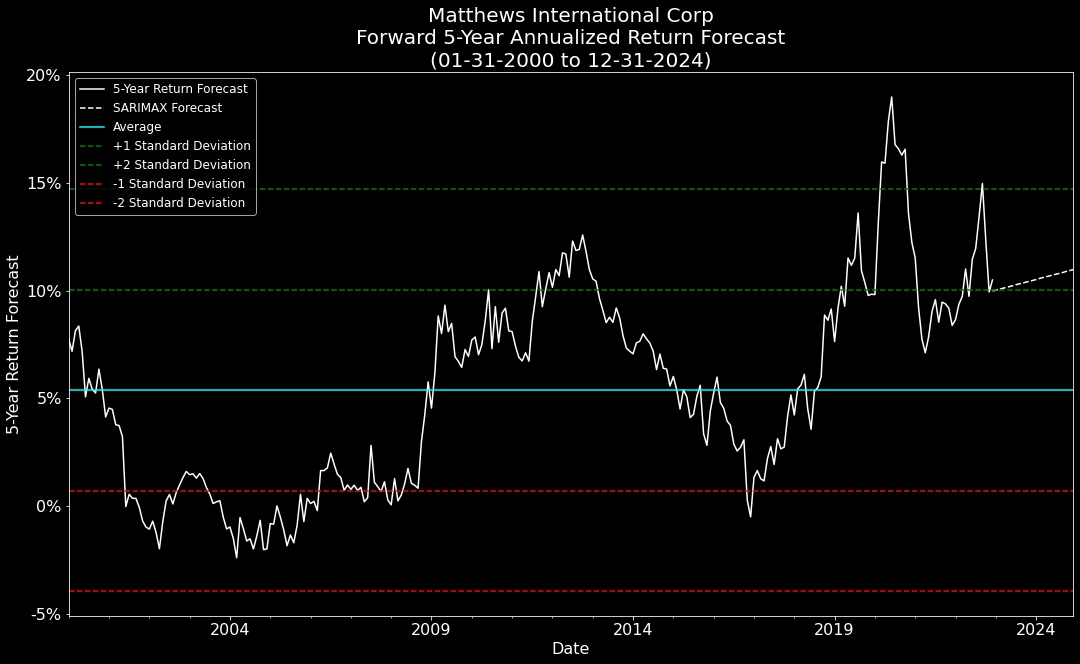 Matthews International Corp
Forward 5-Year Annualized Return Forecast
(01-31-2000 to 12-31-2024)
20%
15%
10%
5%
0%
-5%
5-Year Return Forecast
5-Year Return Forecast
SARIMAX Forecast
Average
+1 Standard Deviation
+2 Standard Deviation
-1 Standard Deviation
-2 Standard Deviation
2004
2009
2014
2019
2024
Date